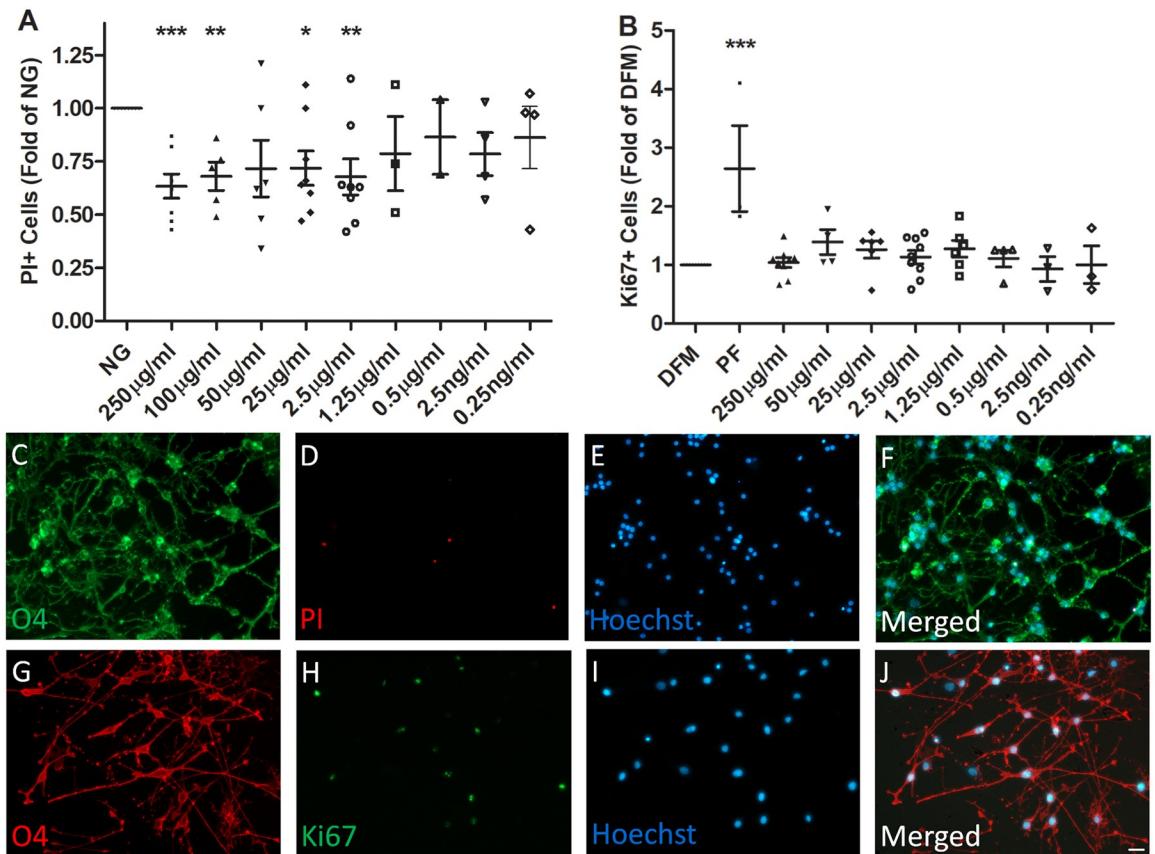 A
*** ** * **
PI+ Cells (Fold of NG)
1.25
1.00
0.75
0.50
0.25
0.00
NG
250µg/ml
100µg/ml
50µg/ml
25µg/ml
2.5µg/ml
1.25µg/ml
0.5µg/ml
2.5ng/ml
0.25ng/ml
B
***
Ki67+ Cells (Fold of DFM)
5
4
3
2
1
0
DFM
PF
250µg/ml
50µg/ml
25µg/ml
2.5µg/ml
1.25µg/ml
0.5µg/ml
2.5ng/ml
0.25ng/ml
C
O4
D
PI
E
Hoechst
F
Merged
G
O4
H
Ki67
I
Hoechst
J
Merged